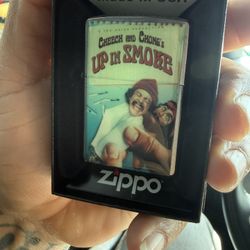 CHEECH AND CHONG'S
UP IN SMOKE
zippo